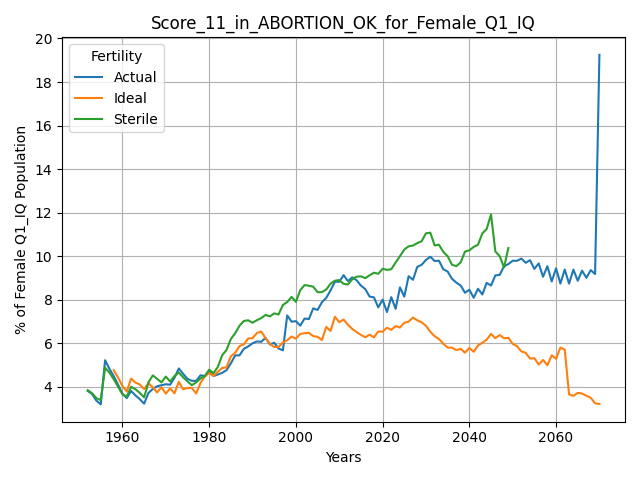 Score_11_in_ABORTION_OK_for_Female_Q1_IQ
Fertility
Actual
Ideal
Sterile
% of Female Q1_IQ Population
20
18
16
14
12
10
8
6
4
1960 1980 2000 2020 2040 2060
Years